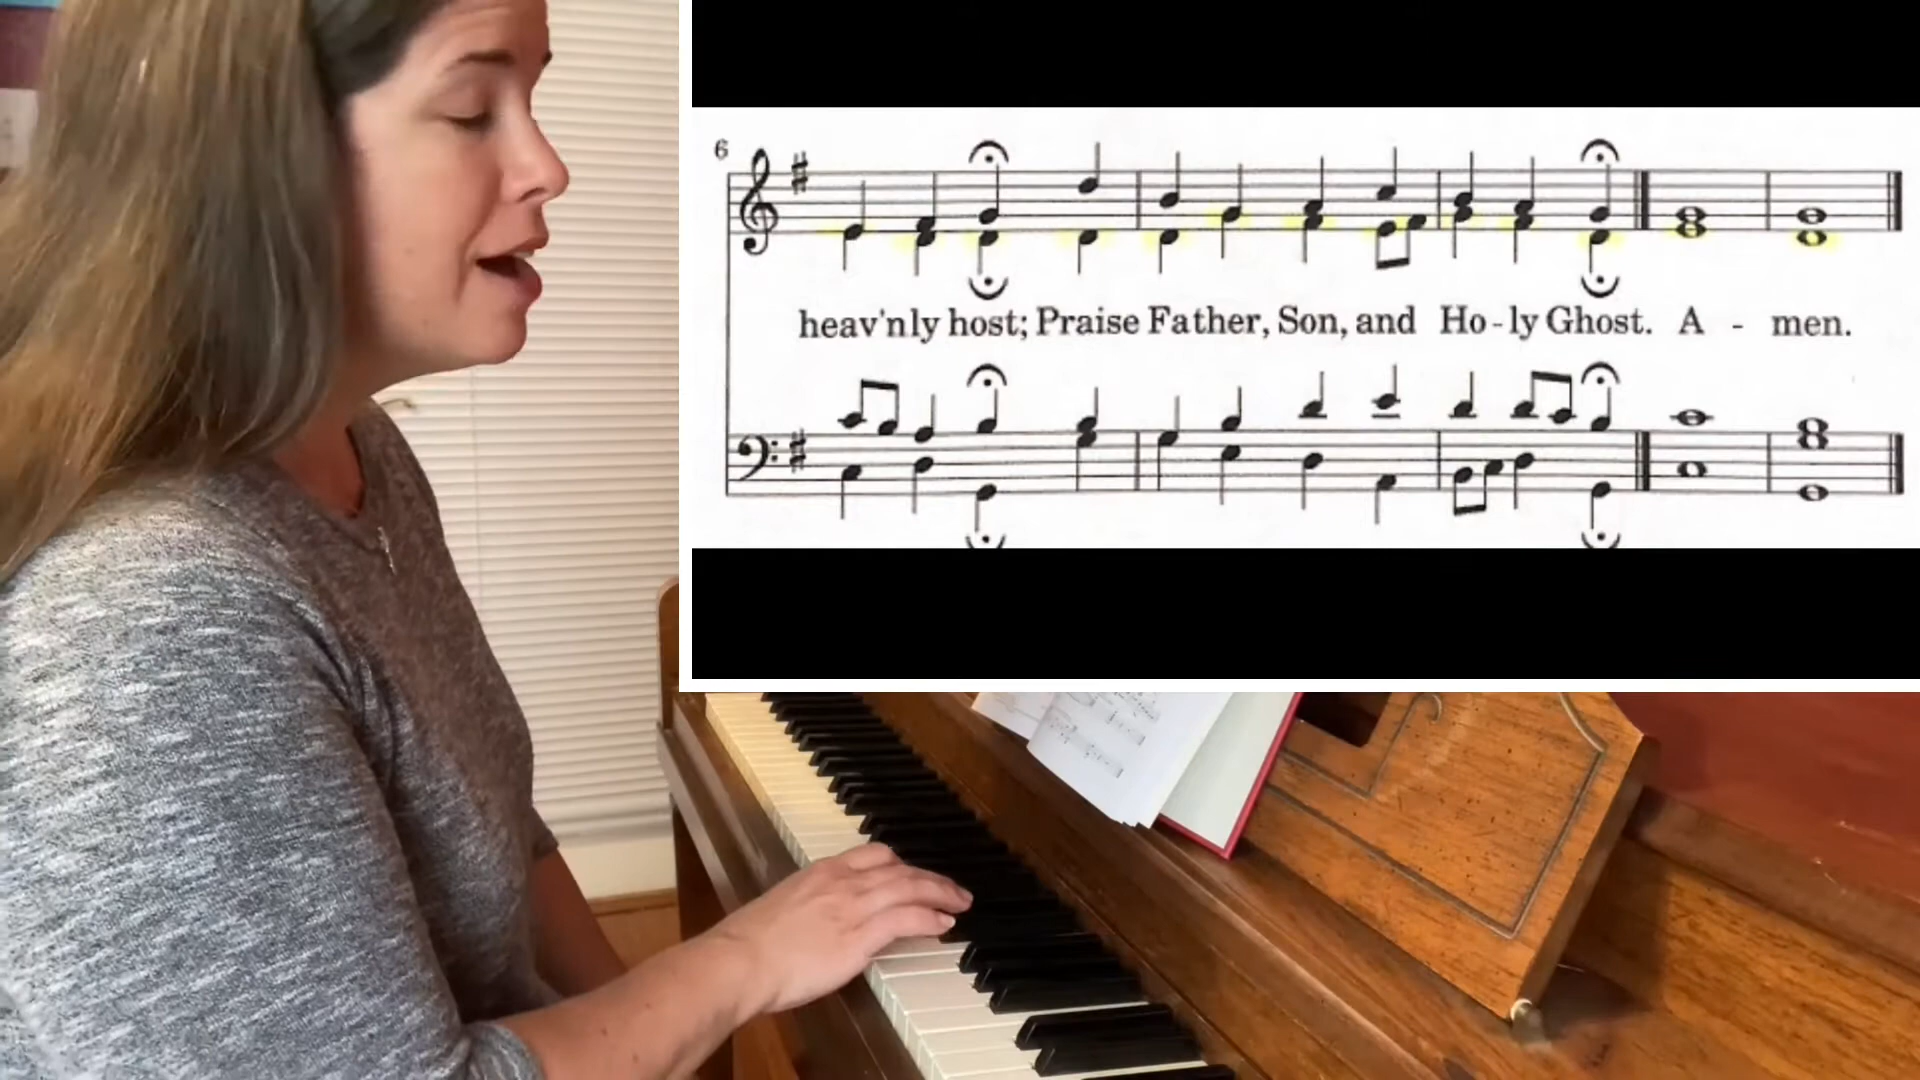 6
heav'nly host; Praise Father, Son, and Ho - ly Ghost. A - men.